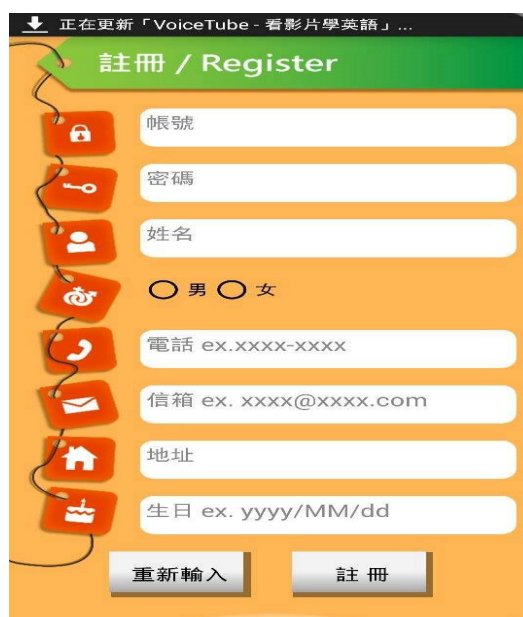 正在更新「VoiceTube - 看影片學英語」...
註冊 / Register
帳號
密碼
姓名
男 女
電話 ex.xxxx-xxxx
信箱 ex. xxxx@xxxx.com
地址
生日 ex. yyyy/MM/dd
重新輸入 註冊